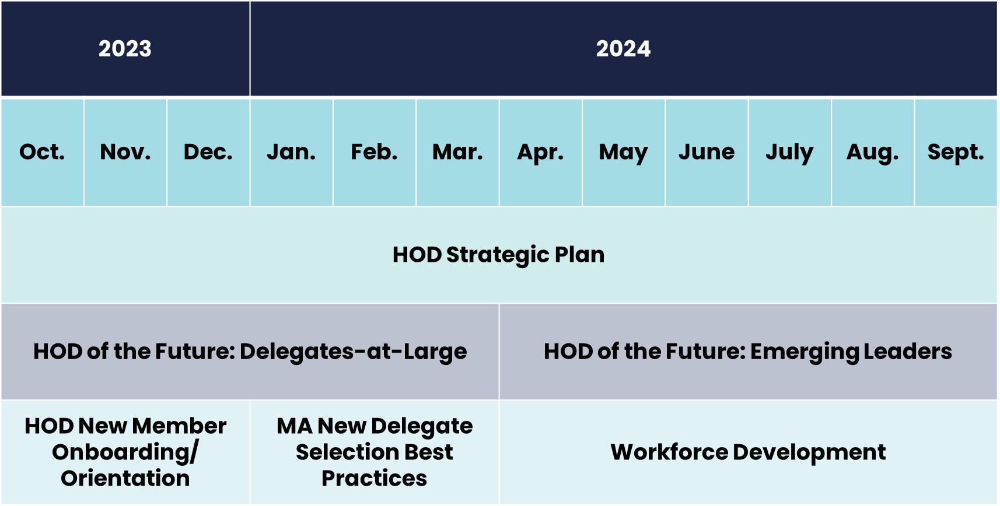 2023
2024
Oct.
Nov.
Dec.
Jan.
Feb.
Mar.
Apr.
May
June
July
Aug.
Sept.
HOD Strategic Plan
HOD of the Future: Delegates-at-Large
HOD of the Future: Emerging Leaders
HOD New Member
Onboarding/
Orientation
MA New Delegate
Selection Best
Practices
Workforce Development